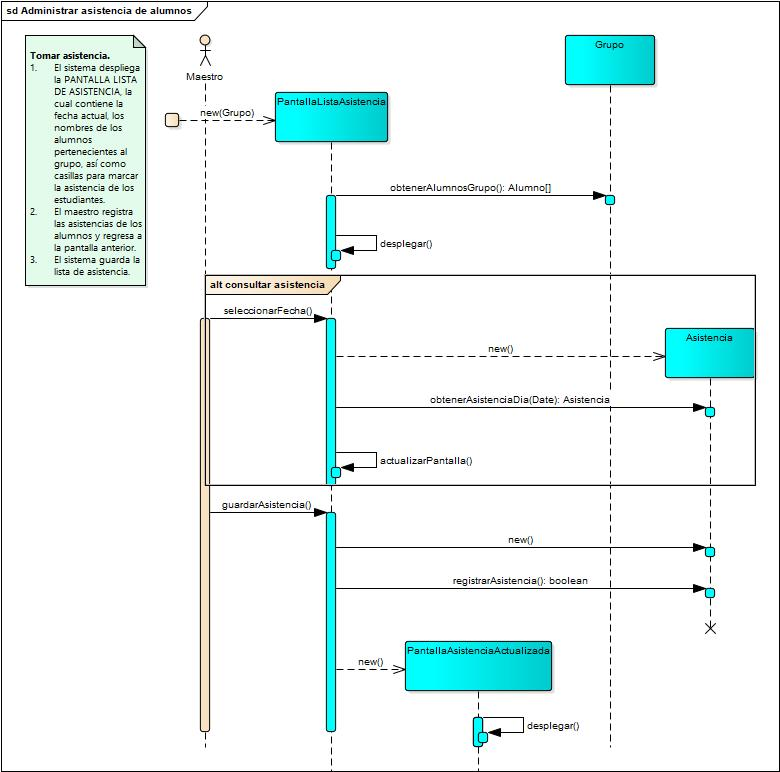 sd Administrar asistencia de alumnos
Tomar asistencia.
1. El sistema despliega
la PANTALLA LISTA
DE ASISTENCIA, la
cual contiene la
fecha actual, los
nombres de los
alumnos
pertenecientes al
grupo, así como
casillas para marcar
la asistencia de los
estudiantes.
2. El maestro registra
las asistencias de los
alumnos y regresa a
la pantalla anterior.
3. El sistema guarda la
lista de asistencia.
Maestro
Grupo
PantallaListaAsistencia
new(Grupo)
obtenerAlumnosGrupo(): Alumno[]
desplegar()
alt consultar asistencia
seleccionarFecha()
Asistencia
new()
obtenerAsistenciaDia(Date): Asistencia
actualizarPantalla()
guardarAsistencia()
new()
registrarAsistencia(): boolean
PantallaAsistenciaActualizada
new()
desplegar()